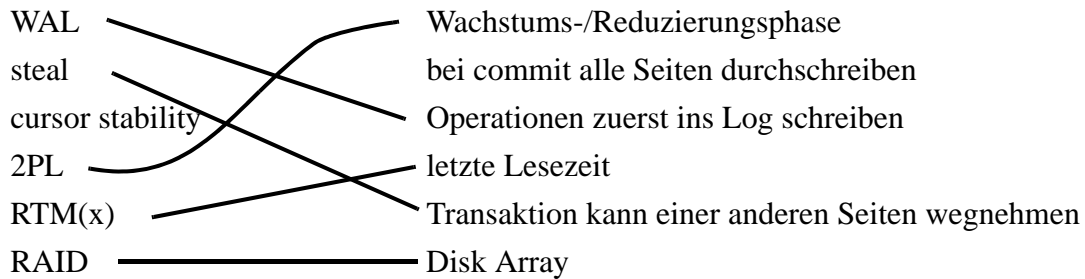 WAL Wachstums-/Reduzierungsphase
steal bei commit alle Seiten durchschreiben
cursor stability Operationen zuerst ins Log schreiben
2PL letzte Lesezeit
RTM(x) Transaktion kann einer anderen Seiten wegnehmen
RAID Disk Array